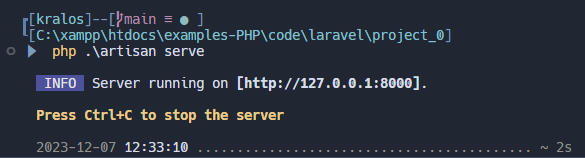 [kralos]--[main ≡ ● ]
[C:\xampp\htdocs\examples-PHP\code\laravel\project_0]
php .\artisan serve
INFO Server running on [http://127.0.0.1:8000].
Press Ctrl+C to stop the server
2023-12-07 12:33:10 ............................................ ~ 2s